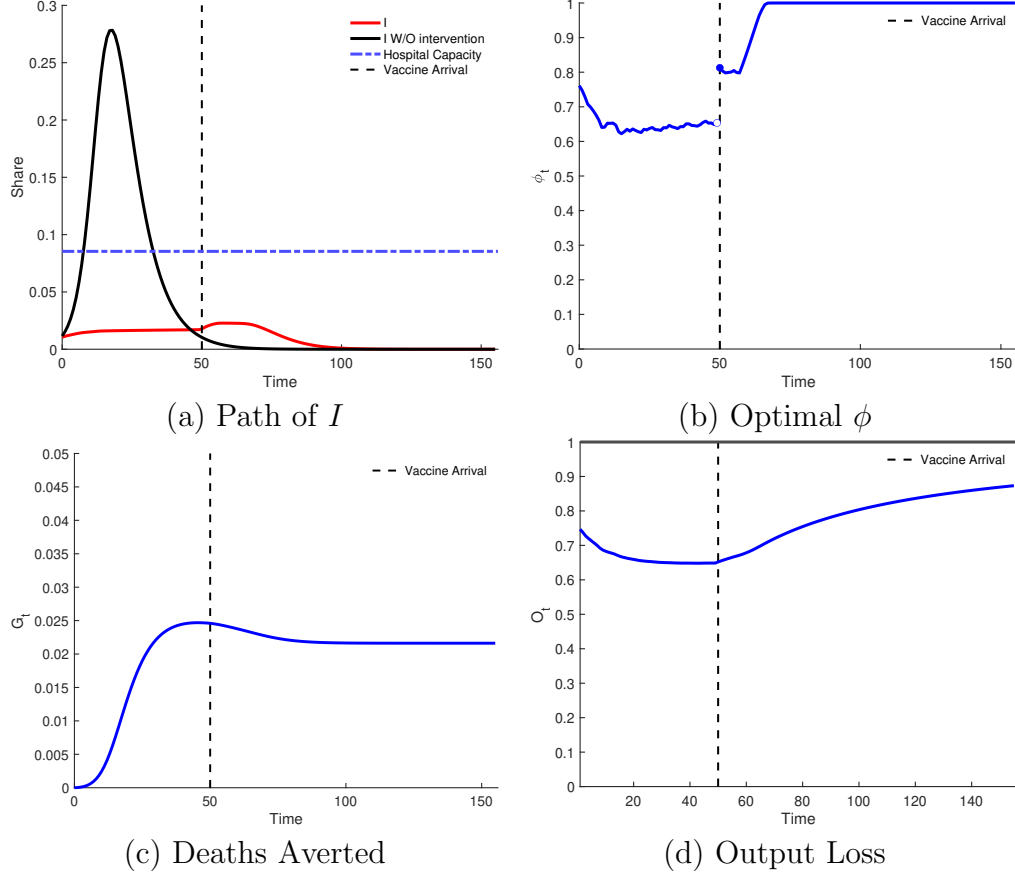 0.3
0.25
0.2
0.15
0.1
0.05
0
Share
0 50 100 150
Time
I
I W/O intervention
Hospital Capacity
Vaccine Arrival
(a) Path of I
1
0.9
0.8
0.7
0.6
0.5
0.4
0.3
0.2
0.1
0
ϕt
0 50 100 150
Time
Vaccine Arrival
(b) Optimal ϕ
0.05
0.045
0.04
0.035
0.03
0.025
0.02
0.015
0.01
0.005
0
Gt
0 50 100 150
Time
Vaccine Arrival
(c) Deaths Averted
1
0.9
0.8
0.7
0.6
0.5
0.4
0.3
0.2
0.1
0
Ot
20 40 60 80 100 120 140
Time
Vaccine Arrival
(d) Output Loss